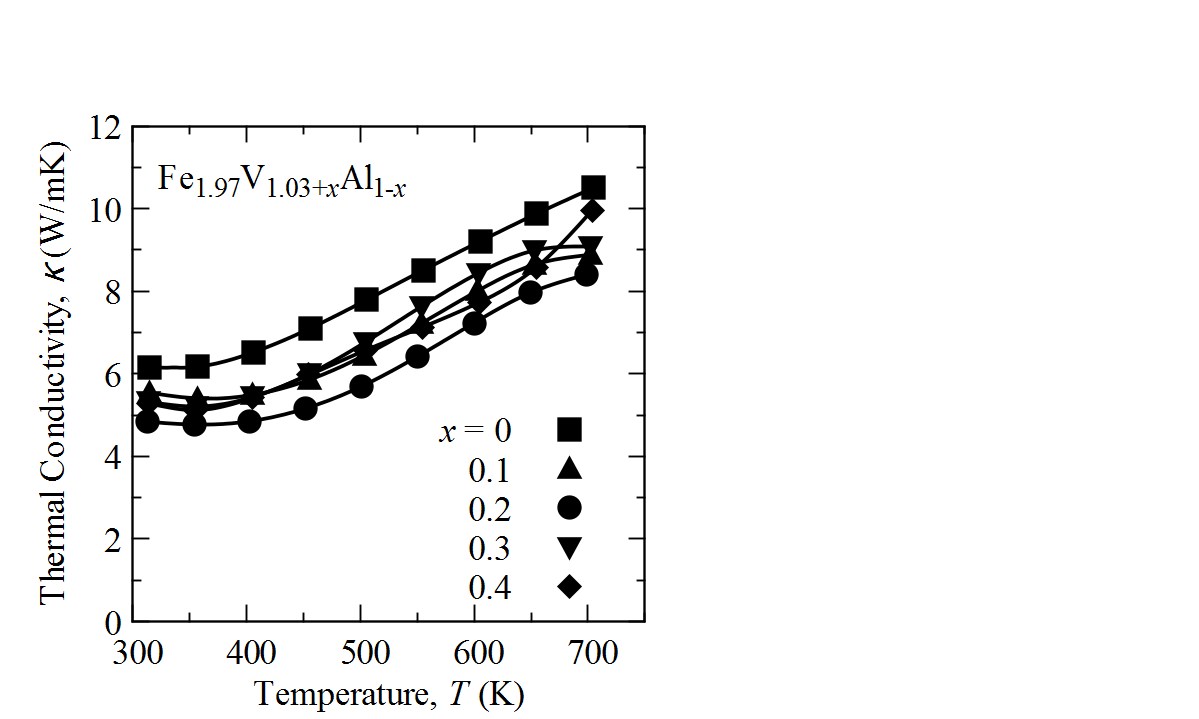 12
10
8
6
4
2
0
Thermal Conductivity, κ (W/mK)
Fe1.97V1.03+xAl1-x
x = 0
0.1
0.2
0.3
0.4
300 400 500 600 700
Temperature, T (K)